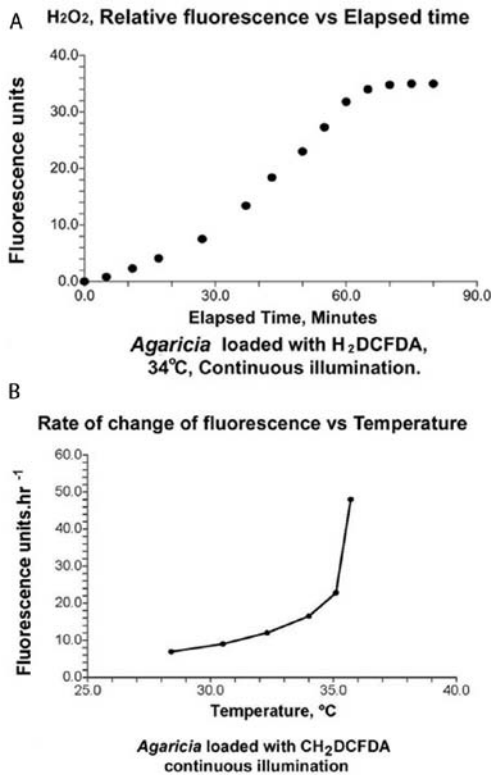 A
H₂O₂, Relative fluorescence vs Elapsed time
Fluorescence units
40.0
30.0
20.0
10.0
0.0
0.0
30.0
60.0
90.0
Elapsed Time, Minutes
Agaricia loaded with H₂DCFDA,
34°C, Continuous illumination.
B
Rate of change of fluorescence vs Temperature
Fluorescence units.hr ⁻¹
60.0
50.0
40.0
30.0
20.0
10.0
0.0
25.0
30.0
35.0
40.0
Temperature, °C
Agaricia loaded with CH₂DCFDA
continuous illumination